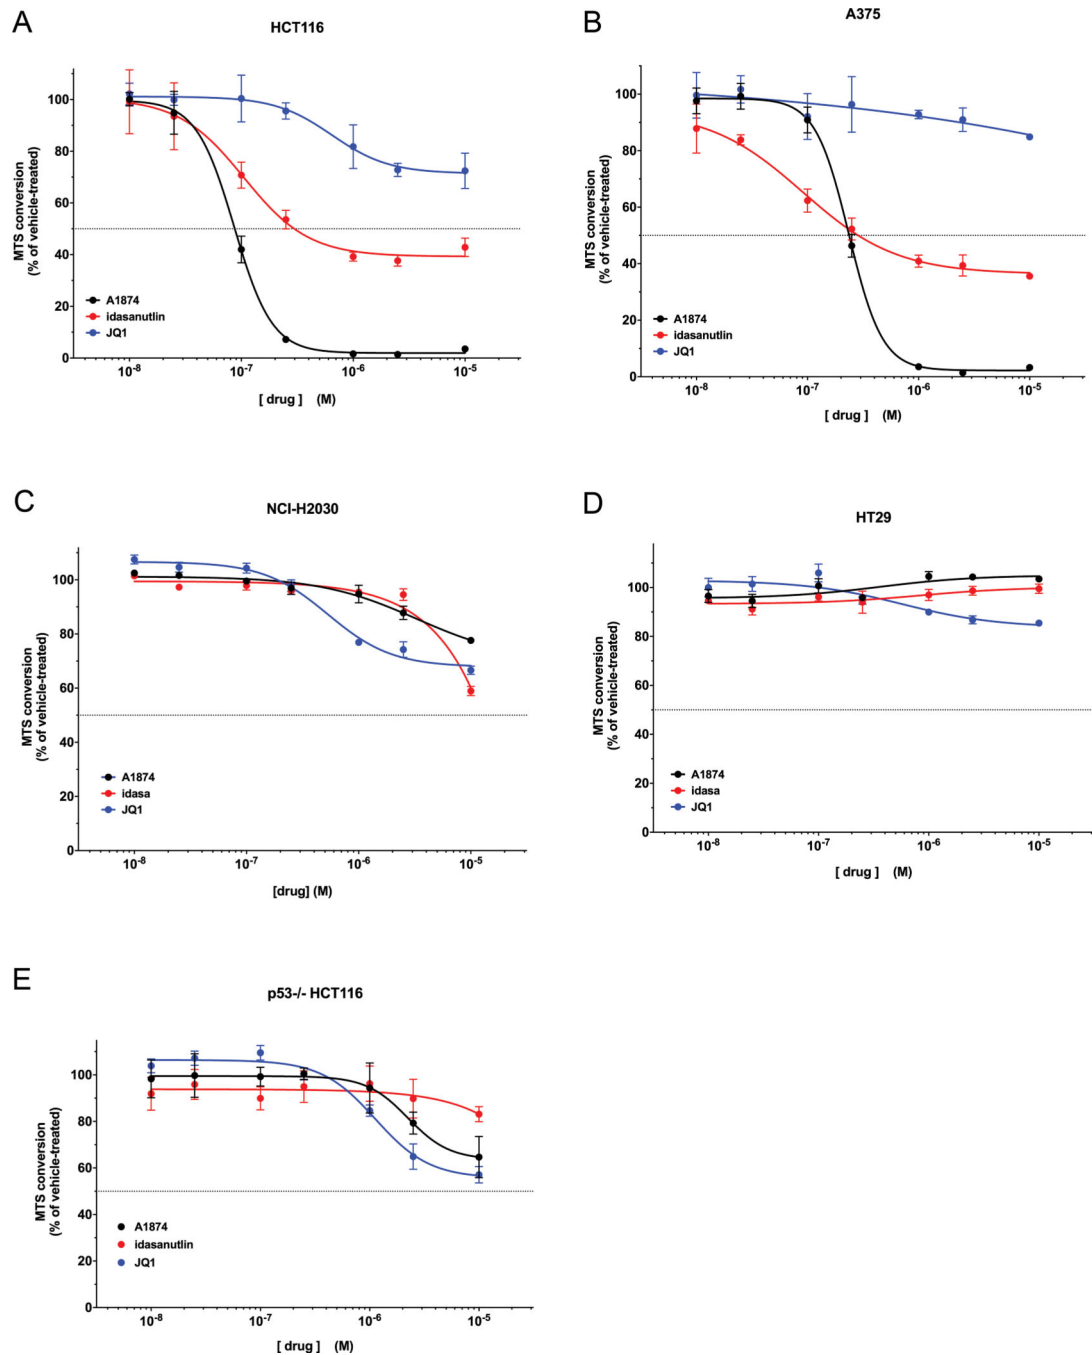 A
HCT116
MTS conversion
(% of vehicle-treated)
100
80
60
40
20
0
A1874
idasanutlin
JQ1
10-8
10-7
10-6
10-5
[ drug ] (M)
B
A375
MTS conversion
(% of vehicle-treated)
100
80
60
40
20
0
A1874
idasanutlin
JQ1
10-8
10-7
10-6
10-5
[ drug ] (M)
C
NCI-H2030
MTS conversion
(% of vehicle-treated)
100
80
60
40
20
0
A1874
idasa
JQ1
10-8
10-7
10-6
10-5
[drug] (M)
D
HT29
MTS conversion
(% of vehicle-treated)
100
80
60
40
20
0
A1874
idasa
JQ1
10-8
10-7
10-6
10-5
[ drug ] (M)
E
p53-/- HCT116
MTS conversion
(% of vehicle-treated)
100
80
60
40
20
0
A1874
idasanutlin
JQ1
10-8
10-7
10-6
10-5
[ drug ] (M)